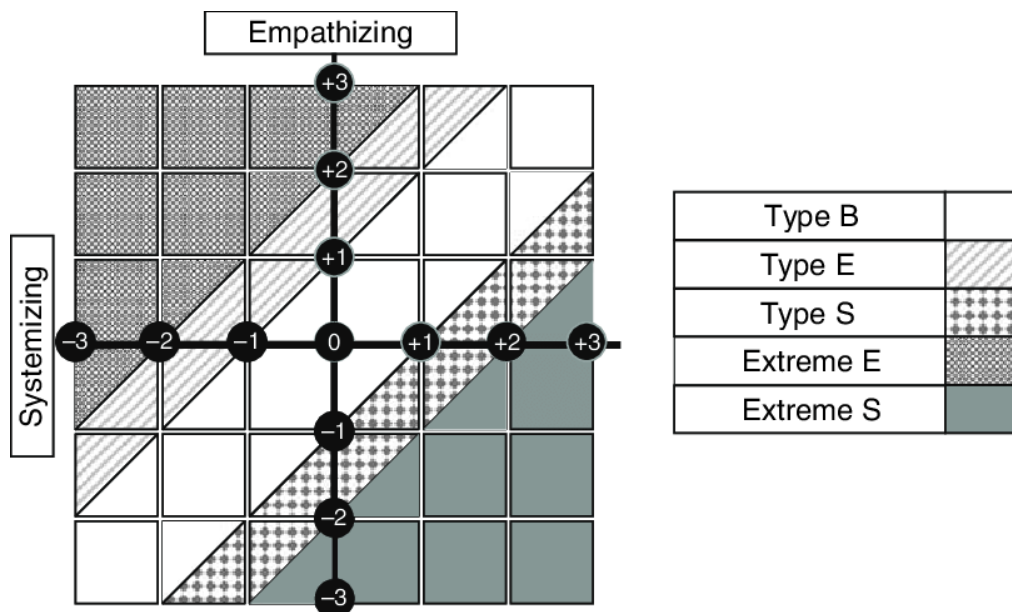 Empathizing
+3
+2
+1
Systemizing
−3
−2
−1
0
+1
+2
+3
−1
−2
−3
Type B
Type E
Type S
Extreme E
Extreme S